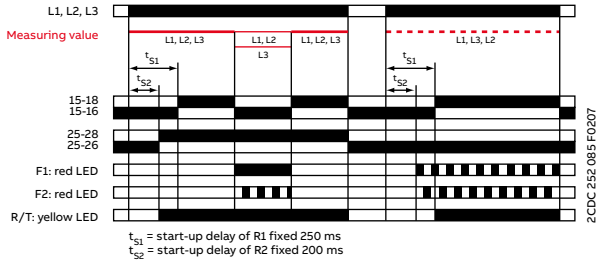 L1, L2, L3
Measuring value
L1, L2, L3
L1, L2
L3
L1, L2, L3
L1, L3, L2
tS1
tS2
tS1
tS2
15-18
15-16
25-28
25-26
F1: red LED
F2: red LED
R/T: yellow LED
tS1 = start-up delay of R1 fixed 250 ms
tS2 = start-up delay of R2 fixed 200 ms
2CDC 252 085 F0207